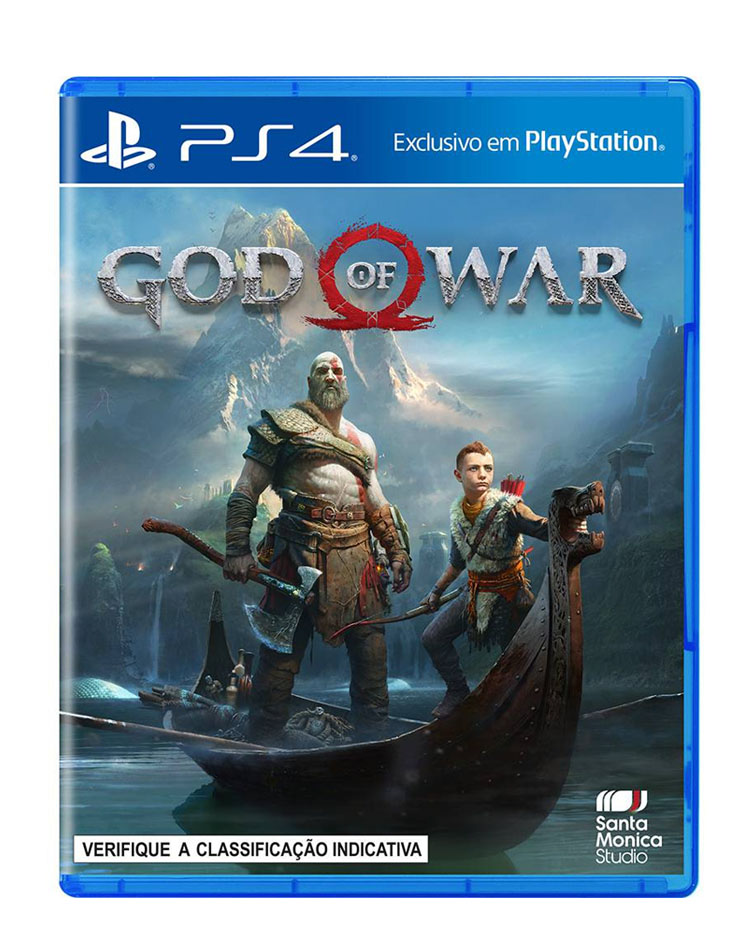 PS4
Exclusivo em PlayStation
GOD OF WAR
VERIFIQUE A CLASSIFICAÇÃO INDICATIVA
Santa
Monica
Studio